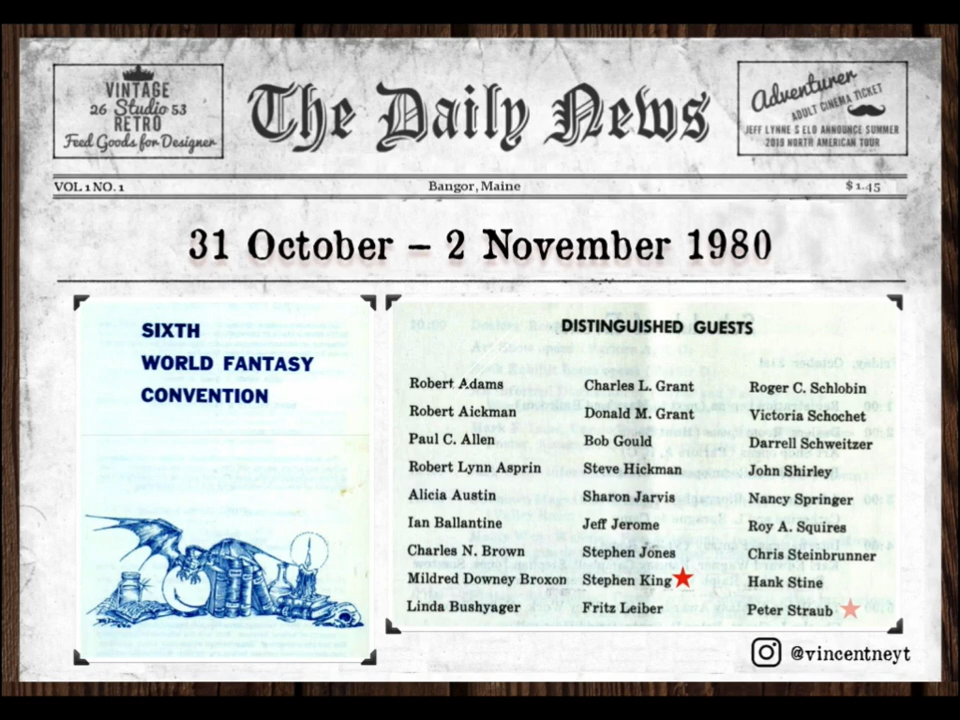 VINTAGE
26 Studio 53
RETRO
Feed Goods for Designer
The Daily News
Adventurer
ADULT CINEMA TICKET
JEFF LYNNE S ELO ANNOUNCE SUMMER
2019 NORTH AMERICAN TOUR
VOL 1 NO. 1
Bangor, Maine
$ 1.45
31 October – 2 November 1980
SIXTH
WORLD FANTASY
CONVENTION
DISTINGUISHED GUESTS
Robert Adams
Robert Aickman
Paul C. Allen
Robert Lynn Asprin
Alicia Austin
Ian Ballantine
Charles N. Brown
Mildred Downey Broxon
Linda Bushyager
Charles L. Grant
Donald M. Grant
Bob Gould
Steve Hickman
Sharon Jarvis
Jeff Jerome
Stephen Jones
Stephen King
Fritz Leiber
Roger C. Schlobin
Victoria Schochet
Darrell Schweitzer
John Shirley
Nancy Springer
Roy A. Squires
Chris Steinbrunner
Hank Stine
Peter Straub
@vincentneyt